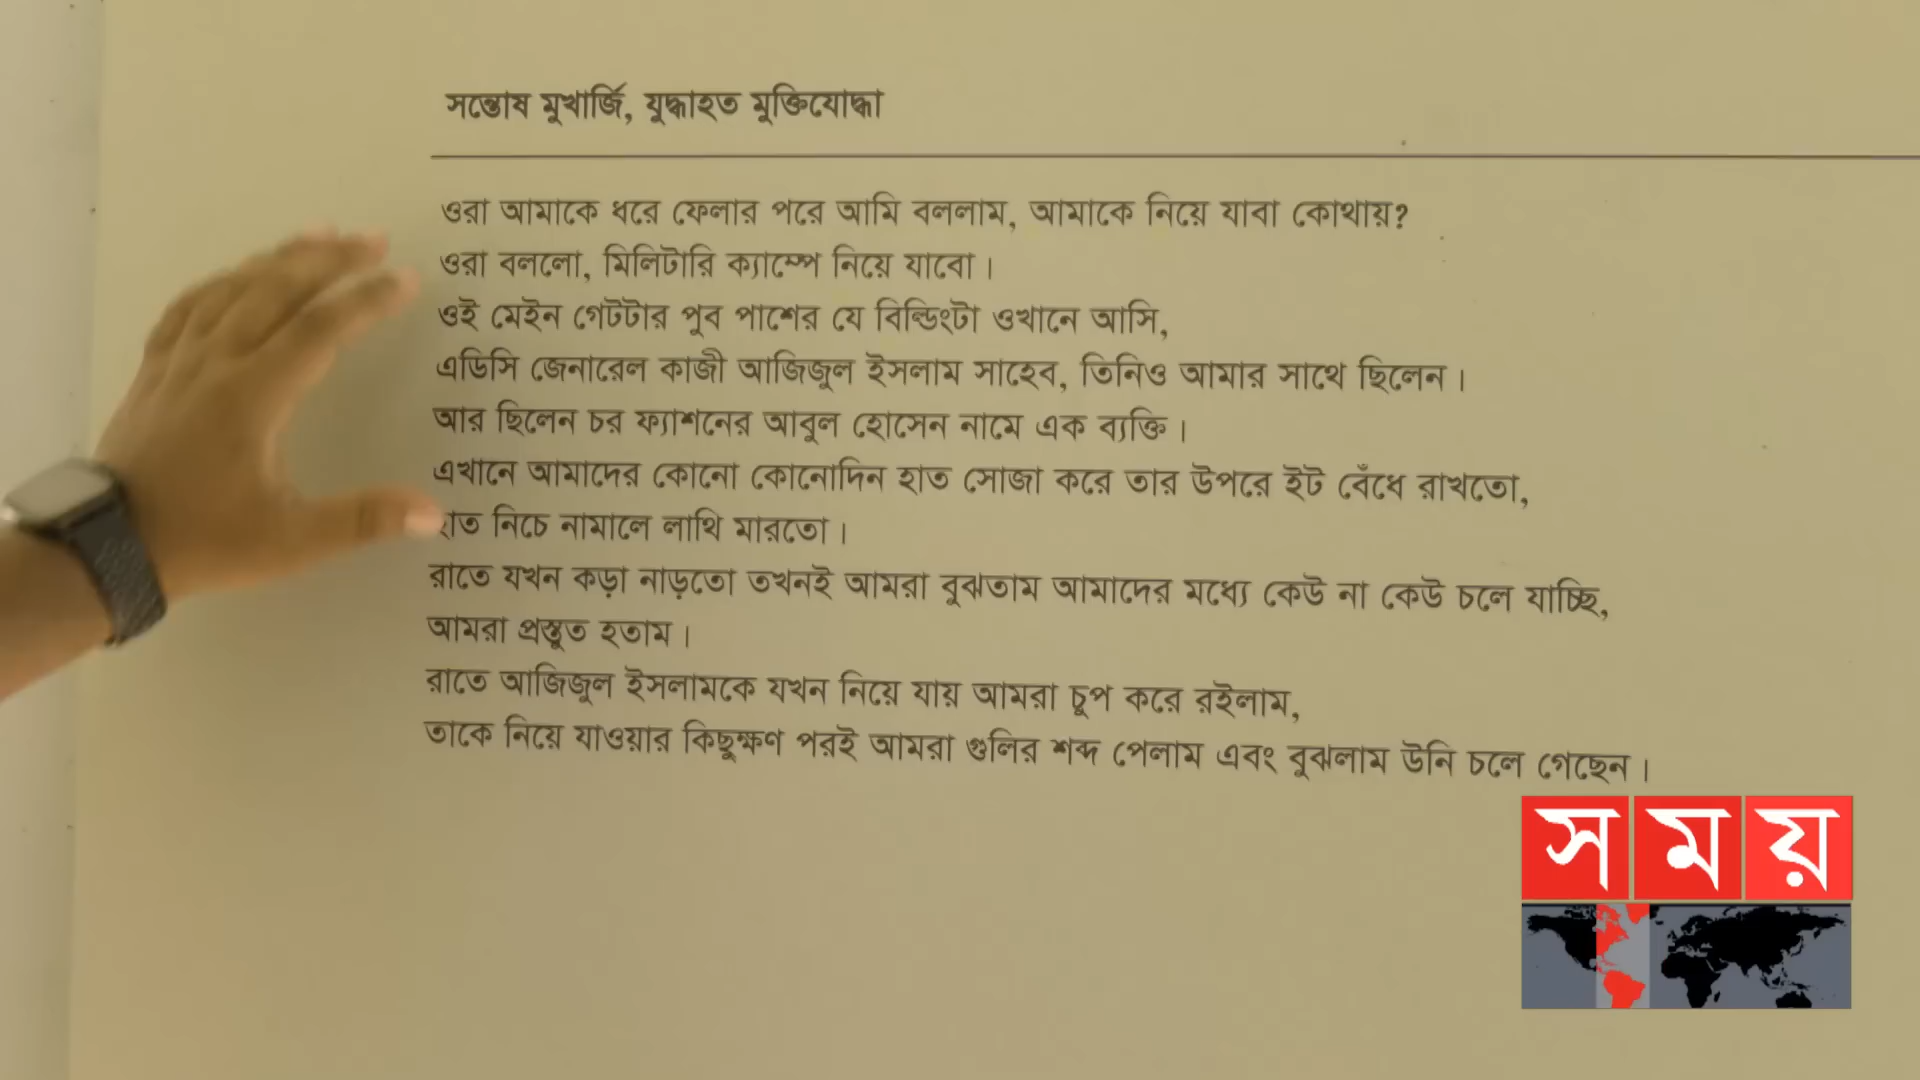 সন্তোষ মুখার্জি, যুদ্ধাহত মুক্তিযোদ্ধা
ওরা আমাকে ধরে ফেলার পরে আমি বললাম, আমাকে নিয়ে যাবা কোথায়?
ওরা বললো, মিলিটারি ক্যাম্পে নিয়ে যাবো।
ওই মেইন গেটটার পুব পাশের যে বিল্ডিংটা ওখানে আসি,
এডিসি জেনারেল কাজী আজিজুল ইসলাম সাহেব, তিনিও আমার সাথে ছিলেন।
আর ছিলেন চর ফ্যাশনের আবুল হোসেন নামে এক ব্যক্তি।
এখানে আমাদের কোনো কোনোদিন হাত সোজা করে তার উপরে ইট বেঁধে রাখতো,
হাত নিচে নামালে লাথি মারতো।
রাতে যখন কড়া নাড়তো তখনই আমরা বুঝতাম আমাদের মধ্যে কেউ না কেউ চলে যাচ্ছি,
আমরা প্রস্তুত হতাম।
রাতে আজিজুল ইসলামকে যখন নিয়ে যায় আমরা চুপ করে রইলাম,
তাকে নিয়ে যাওয়ার কিছুক্ষণ পরই আমরা গুলির শব্দ পেলাম এবং বুঝলাম উনি চলে গেছেন।
সময়